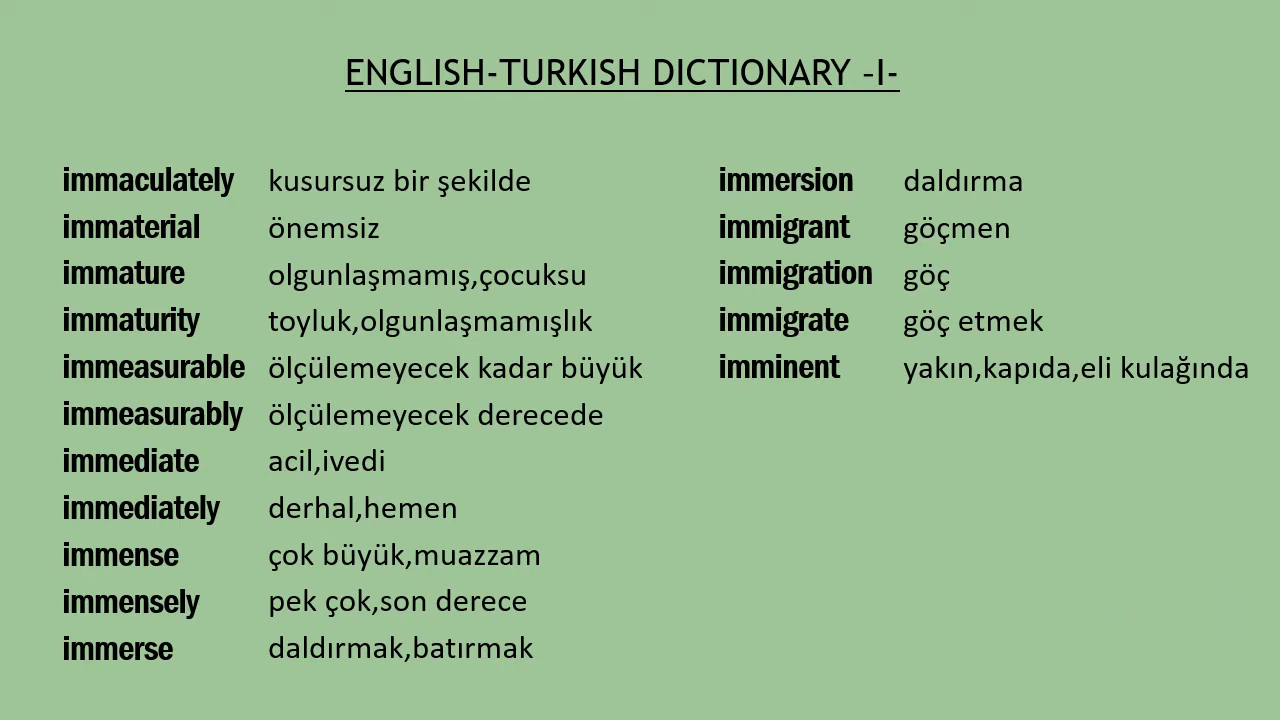 ENGLISH-TURKISH DICTIONARY –I-
immaculately kusursuz bir şekilde
immaterial önemsiz
immature olgunlaşmamış,çocuksu
immaturity toyluk,olgunlaşmamışlık
immeasurable ölçülemeyecek kadar büyük
immeasurably ölçülemeyecek derecede
immediate acil,ivedi
immediately derhal,hemen
immense çok büyük,muazzam
immensely pek çok,son derece
immerse daldırmak,batırmak
immersion daldırma
immigrant göçmen
immigration göç
immigrate göç etmek
imminent yakın,kapıda,eli kulağında